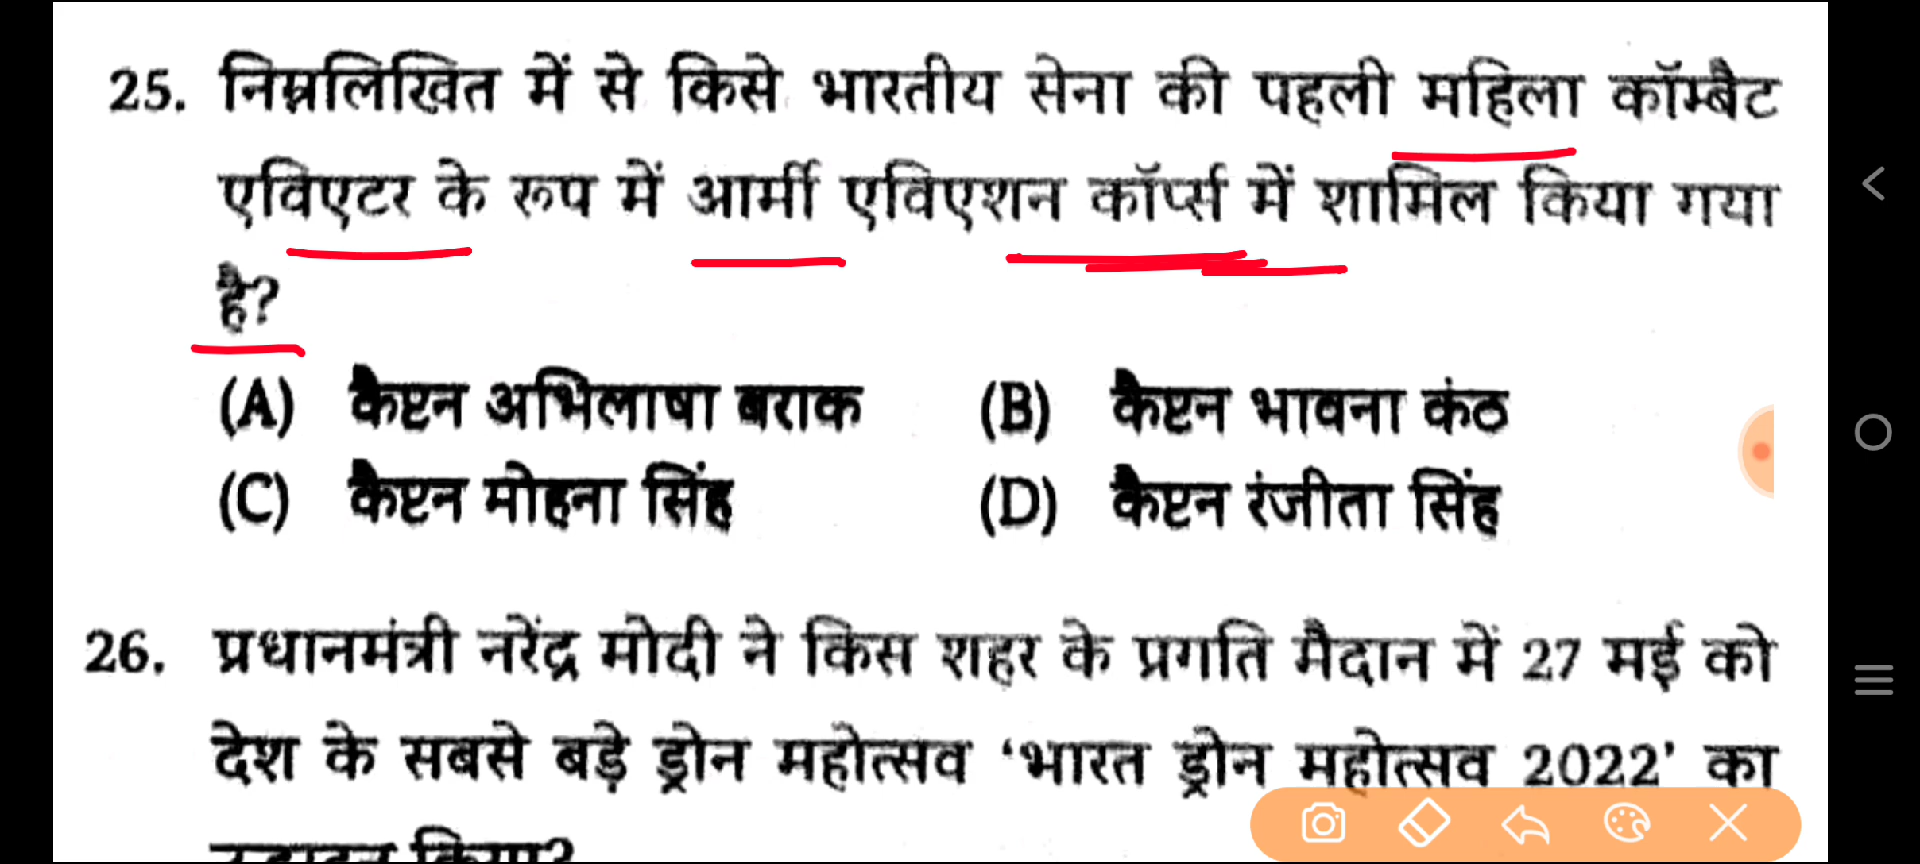 25. निम्नलिखित में से किसे भारतीय सेना की पहली महिला कॉम्बैट
एविएटर के रूप में आर्मी एविएशन कॉर्प्स में शामिल किया गया
है?
(A) कैप्टन अभिलाषा बराक (B) कैप्टन भावना कंठ
(C) कैप्टन मोहना सिंह (D) कैप्टन रंजीता सिंह
26. प्रधानमंत्री नरेंद्र मोदी ने किस शहर के प्रगति मैदान में 27 मई को
देश के सबसे बड़े ड्रोन महोत्सव ‘भारत ड्रोन महोत्सव 2022’ का
किया?